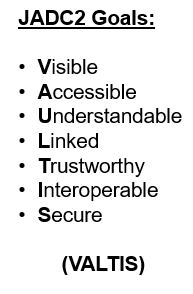 JADC2 Goals:
• Visible
• Accessible
• Understandable
• Linked
• Trustworthy
• Interoperable
• Secure
(VALTIS)